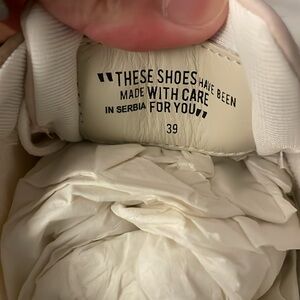 "THESE SHOES HAVE BEEN
MADE WITH CARE
IN SERBIA FOR YOU"
39